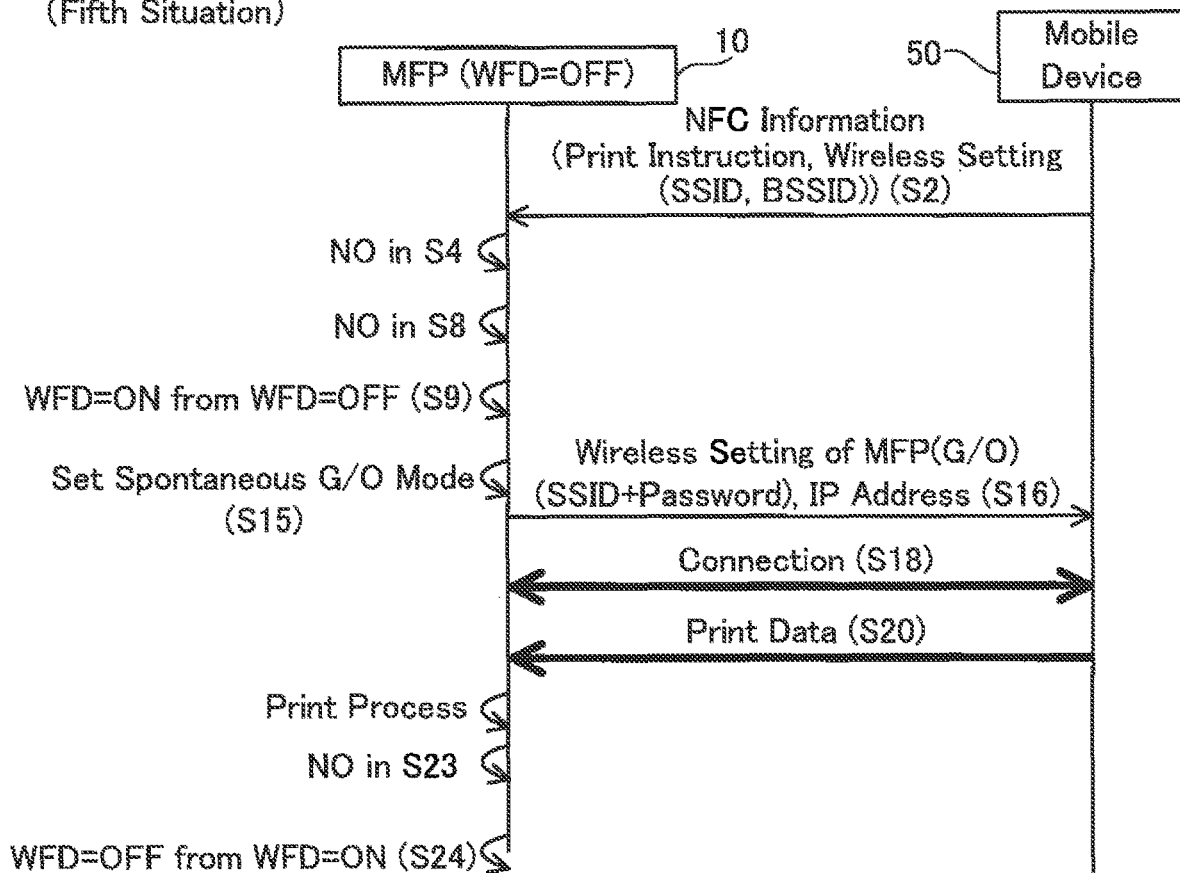 (Fifth Situation)
MFP (WFD=OFF)
10
50
Mobile
Device
NFC Information
(Print Instruction, Wireless Setting
(SSID, BSSID)) (S2)
NO in S4
NO in S8
WFD=ON from WFD=OFF (S9)
Set Spontaneous G/O Mode
(S15)
Wireless Setting of MFP(G/O)
(SSID+Password), IP Address (S16)
Connection (S18)
Print Data (S20)
Print Process
NO in S23
WFD=OFF from WFD=ON (S24)